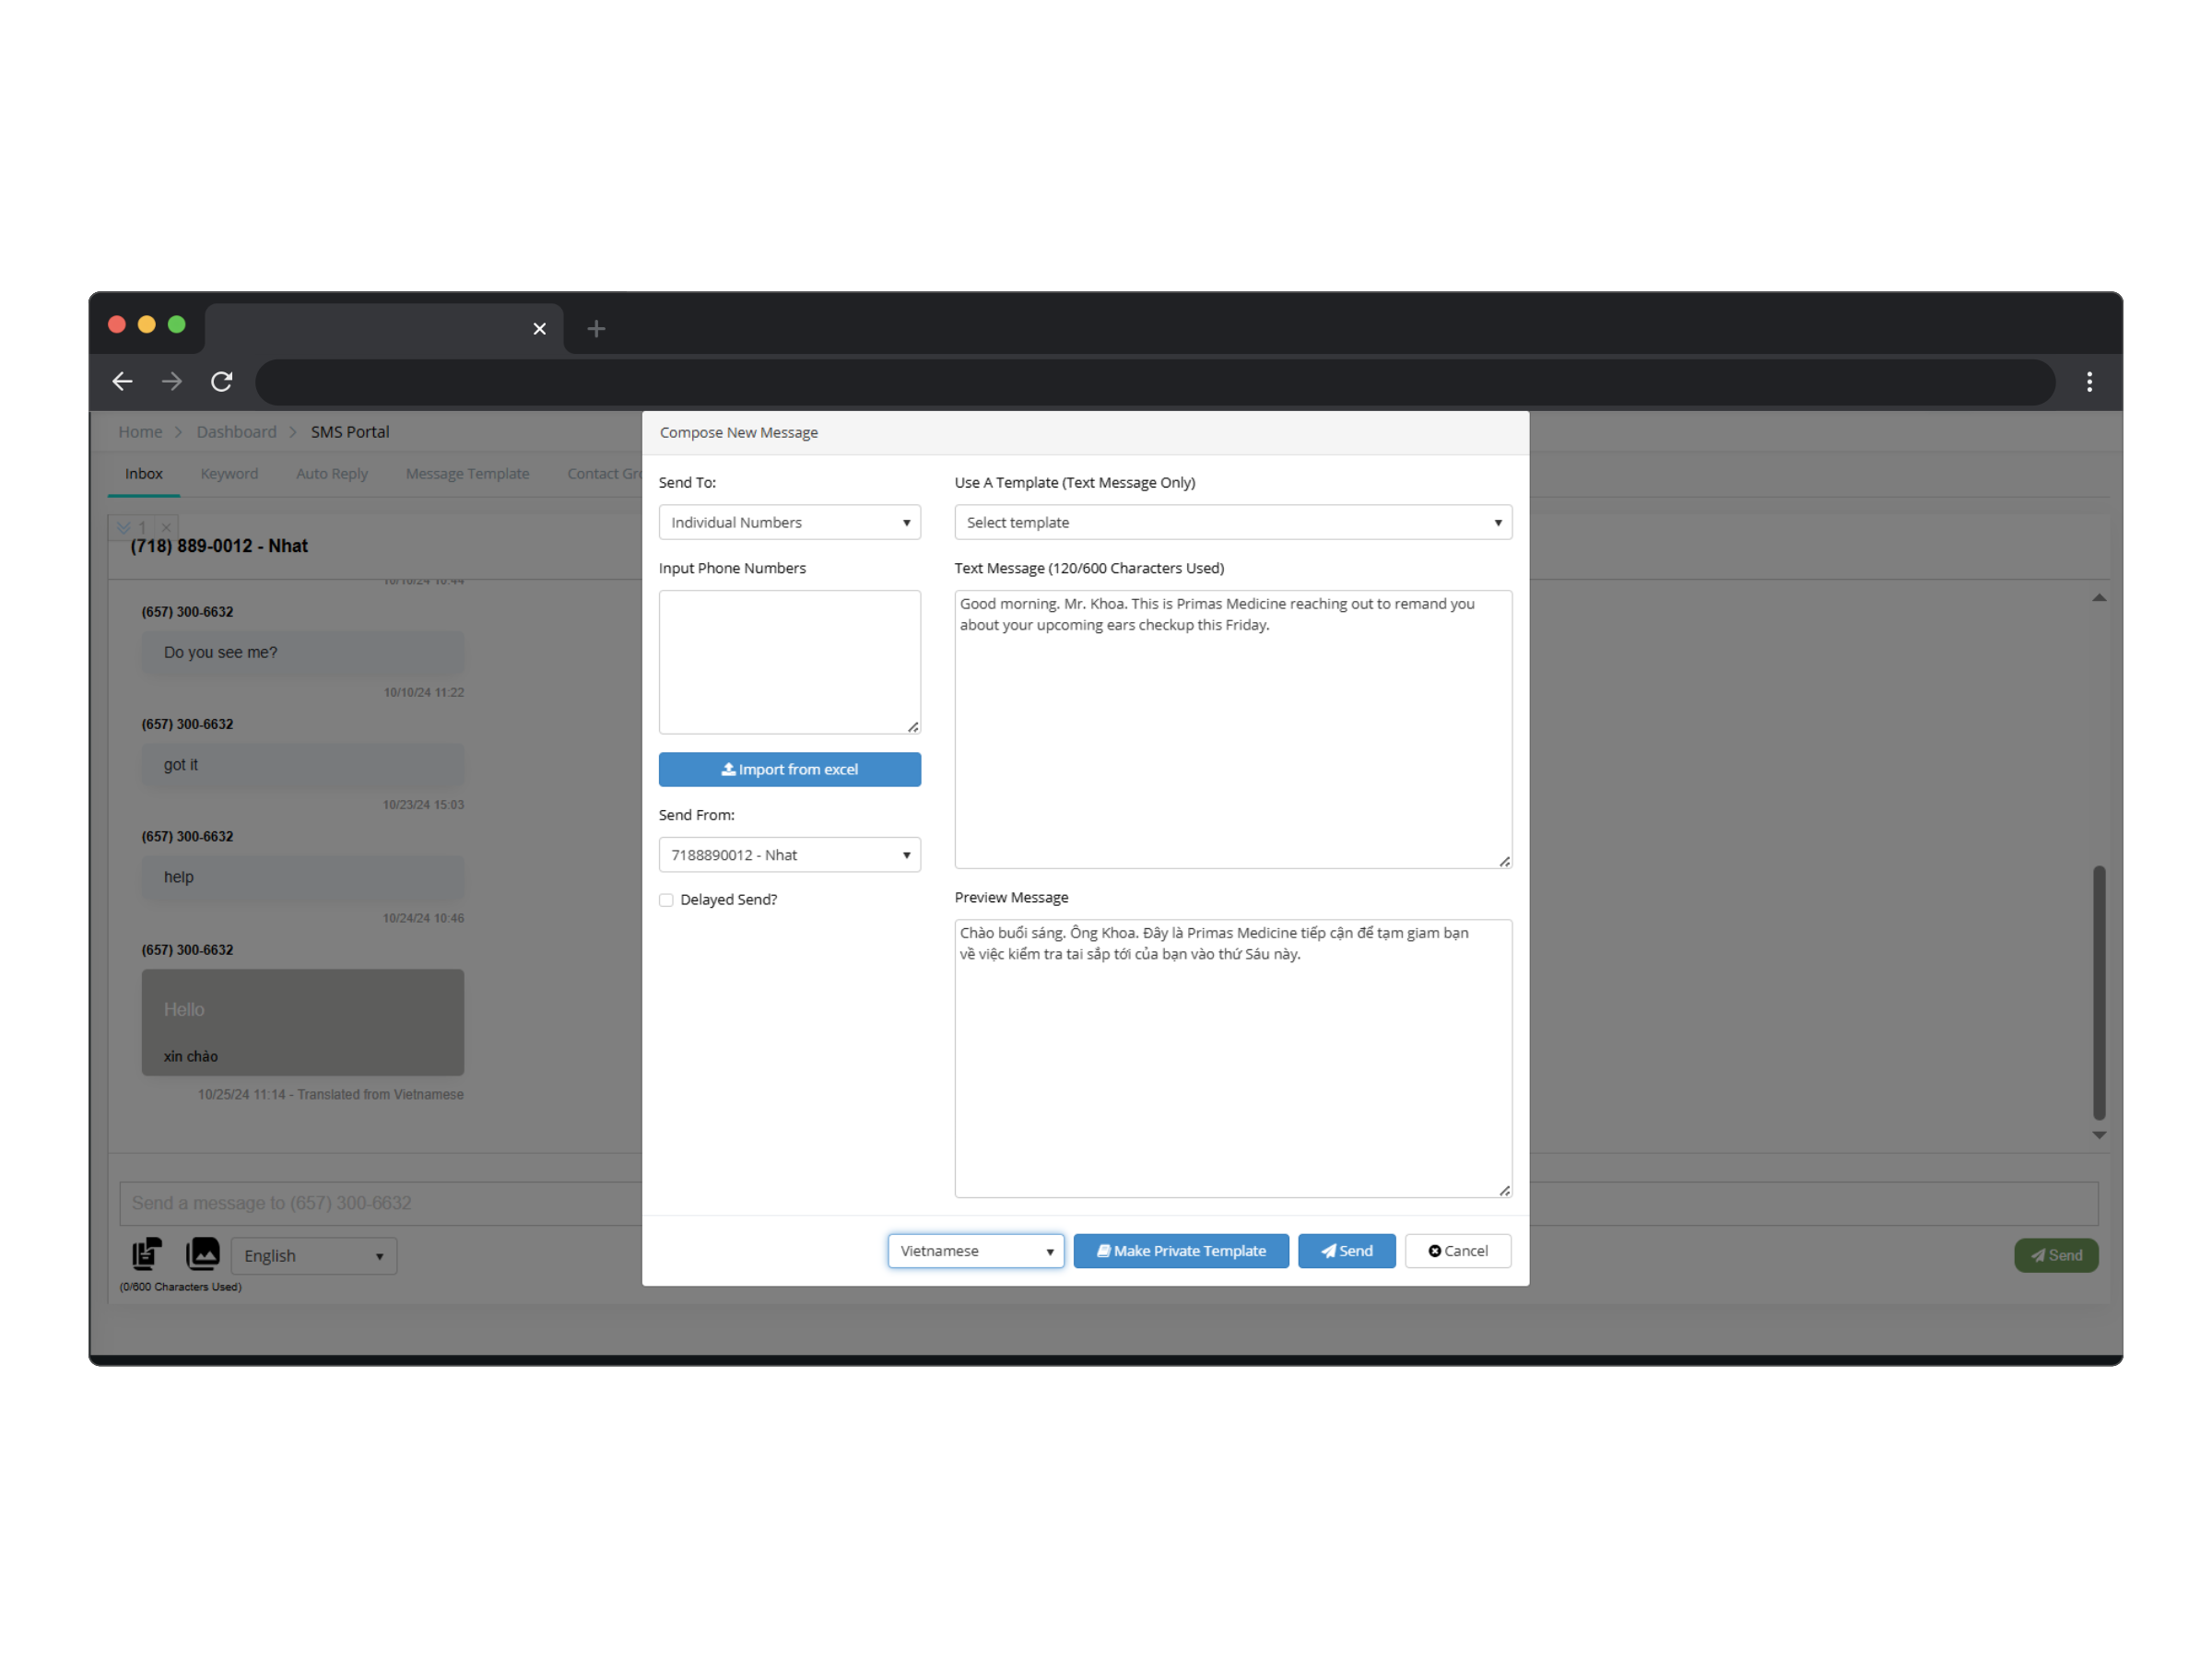 Home > Dashboard > SMS Portal
Inbox Keyword Auto Reply Message Template Contact
1
(718) 889-0012 - Nhat
10/10/24 10:44
(657) 300-6632
Do you see me?
10/10/24 11:22
(657) 300-6632
got it
10/23/24 15:03
(657) 300-6632
help
10/24/24 10:46
(657) 300-6632
Hello
xin chào
10/25/24 11:14 - Translated from Vietnamese
Send a message to (657) 300-6632
English
Send
(0/600 Characters Used)
Compose New Message
Send To:
Individual Numbers
Input Phone Numbers
Import from excel
Send From:
7188890012 - Nhat
Delayed Send?
Use A Template (Text Message Only)
Select template
Text Message (120/600 Characters Used)
Good morning. Mr. Khoa. This is Primas Medicine reaching out to remand you
about your upcoming ears checkup this Friday.
Preview Message
Chào buổi sáng. Ông Khoa. Đây là Primas Medicine tiếp cận để tạm giam bạn
về việc kiểm tra tai sắp tới của bạn vào thứ Sáu này.
Vietnamese
Make Private Template
Send
Cancel